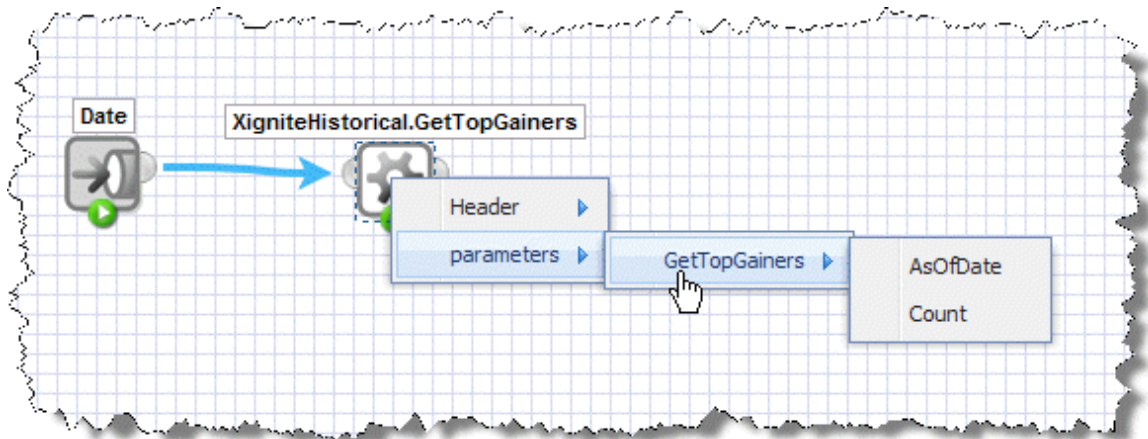 Date
XigniteHistorical.GetTopGainers
Header
parameters
GetTopGainers
AsOfDate
Count